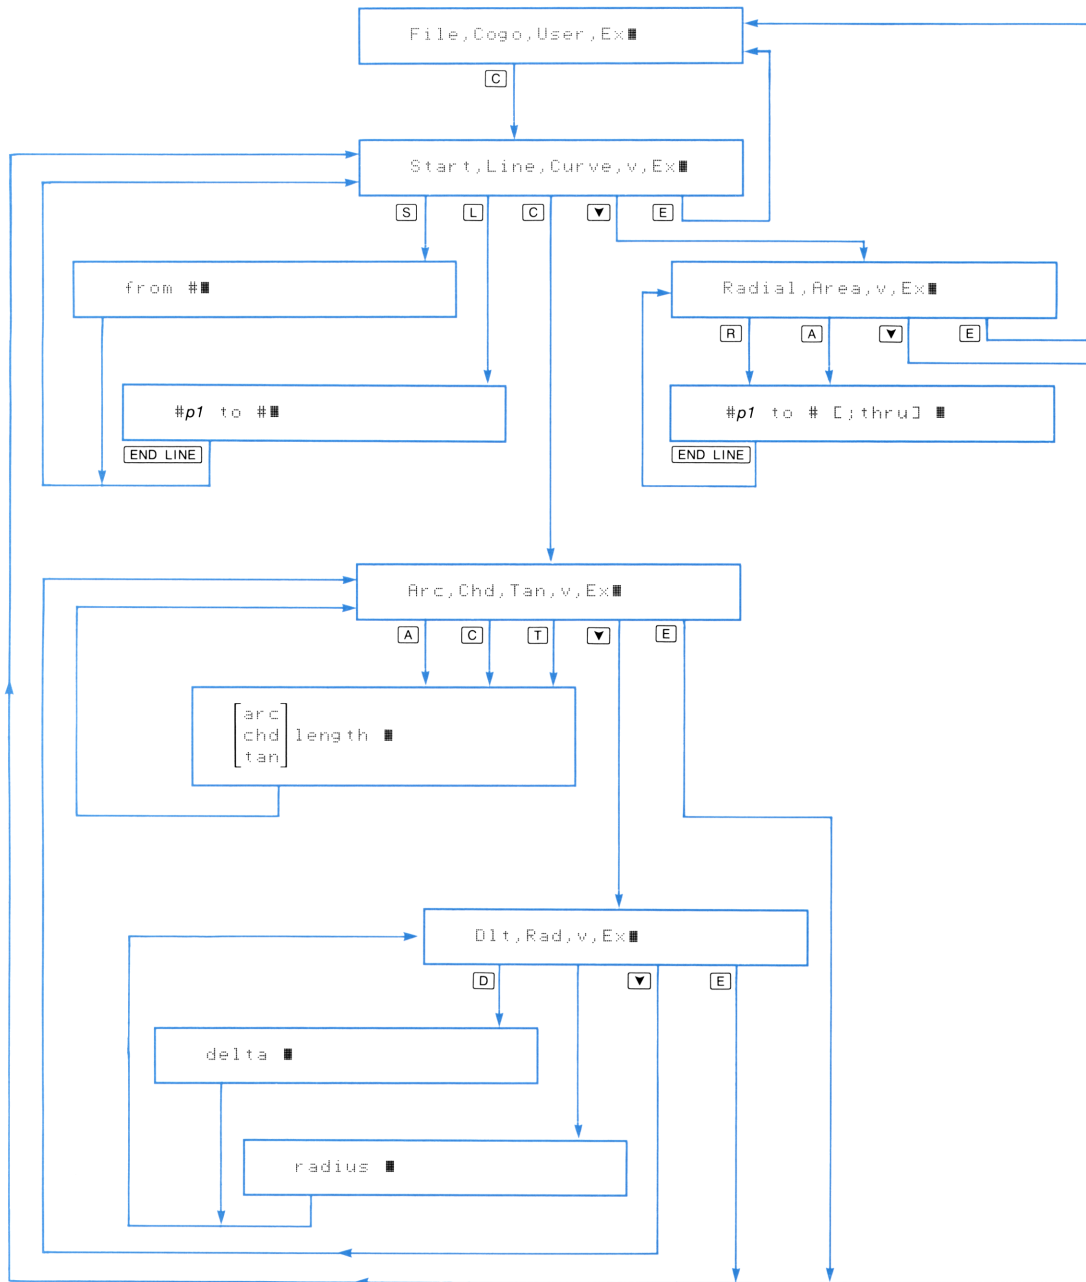 File,Cogo,User,Ex
C
Start,Line,Curve,v,Ex
S L C ▼ E
from #
Radial,Area,v,Ex
R A ▼ E
#p1 to #
END LINE
#p1 to # [;thru]
END LINE
Arc,Chd,Tan,v,Ex
A C T ▼ E
arc
chd length
tan
Dlt,Rad,v,Ex
D ▼ E
delta
radius